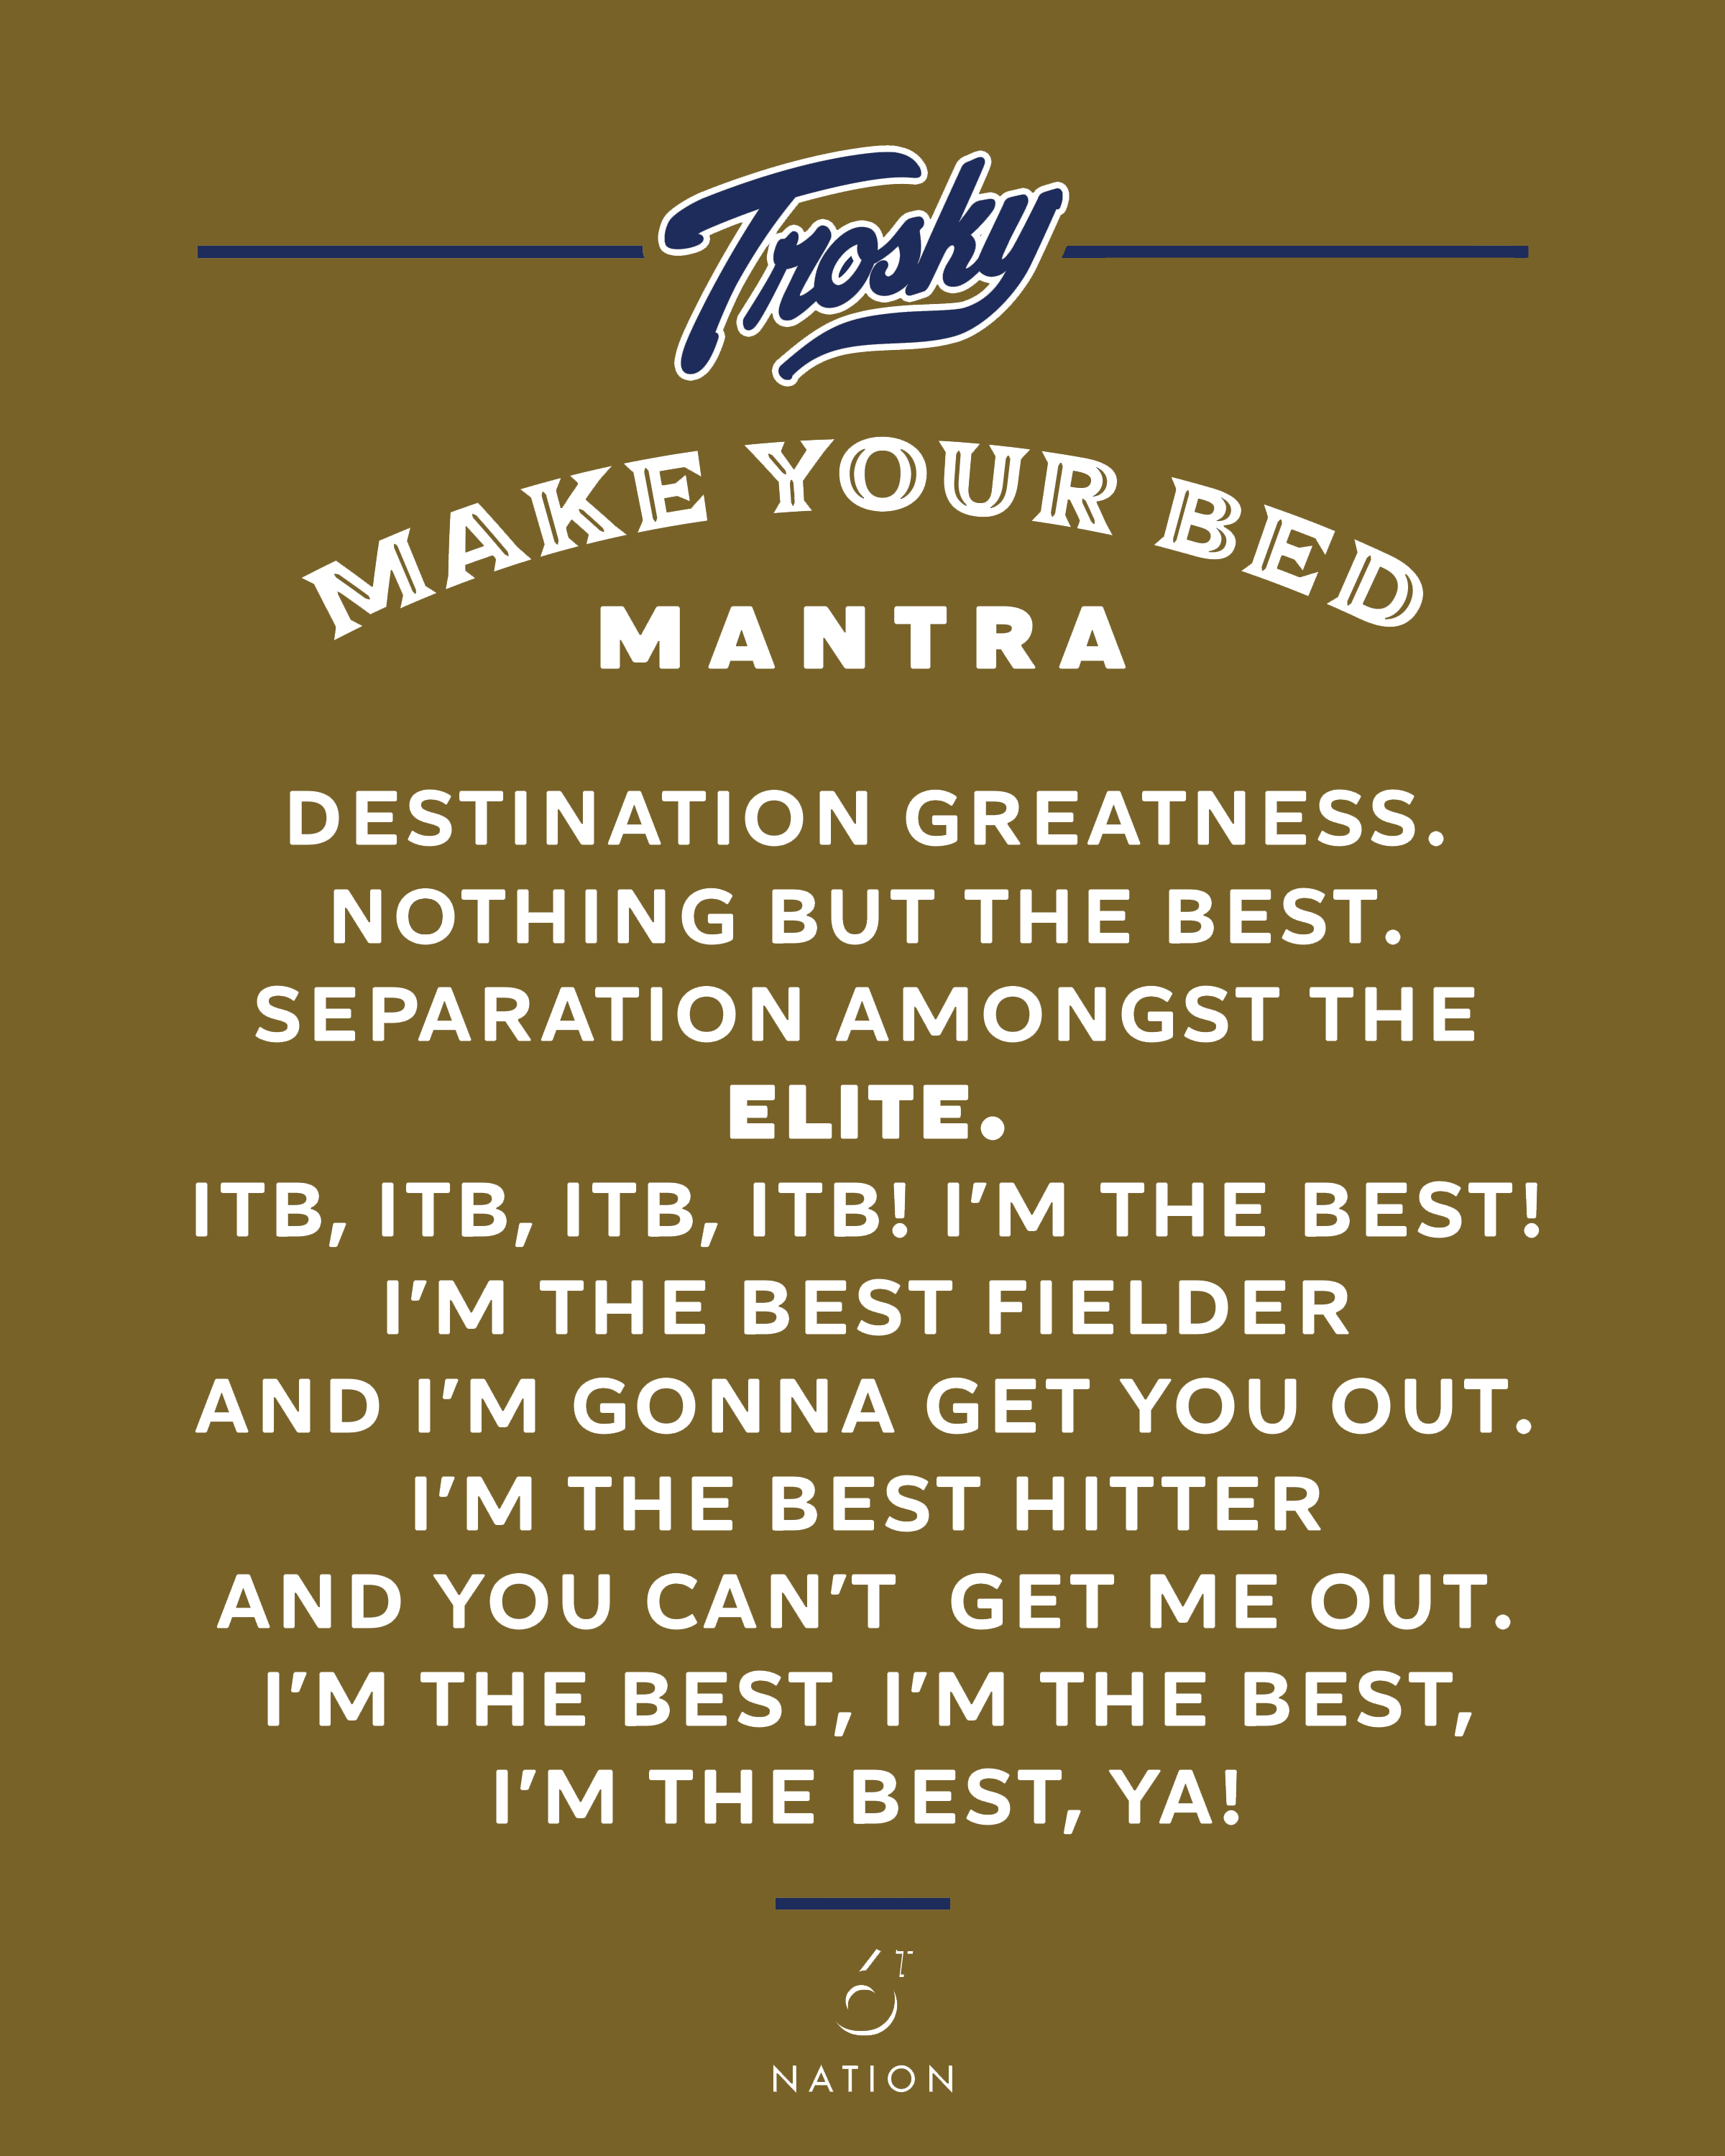 Trosky
MAKE YOUR BED
MANTRA
DESTINATION GREATNESS.
NOTHING BUT THE BEST.
SEPARATION AMONGST THE
ELITE.
ITB, ITB, ITB, ITB! I'M THE BEST!
I'M THE BEST FIELDER
AND I'M GONNA GET YOU OUT.
I'M THE BEST HITTER
AND YOU CAN'T GET ME OUT.
I'M THE BEST, I'M THE BEST,
I'M THE BEST, YA!
6T
NATION